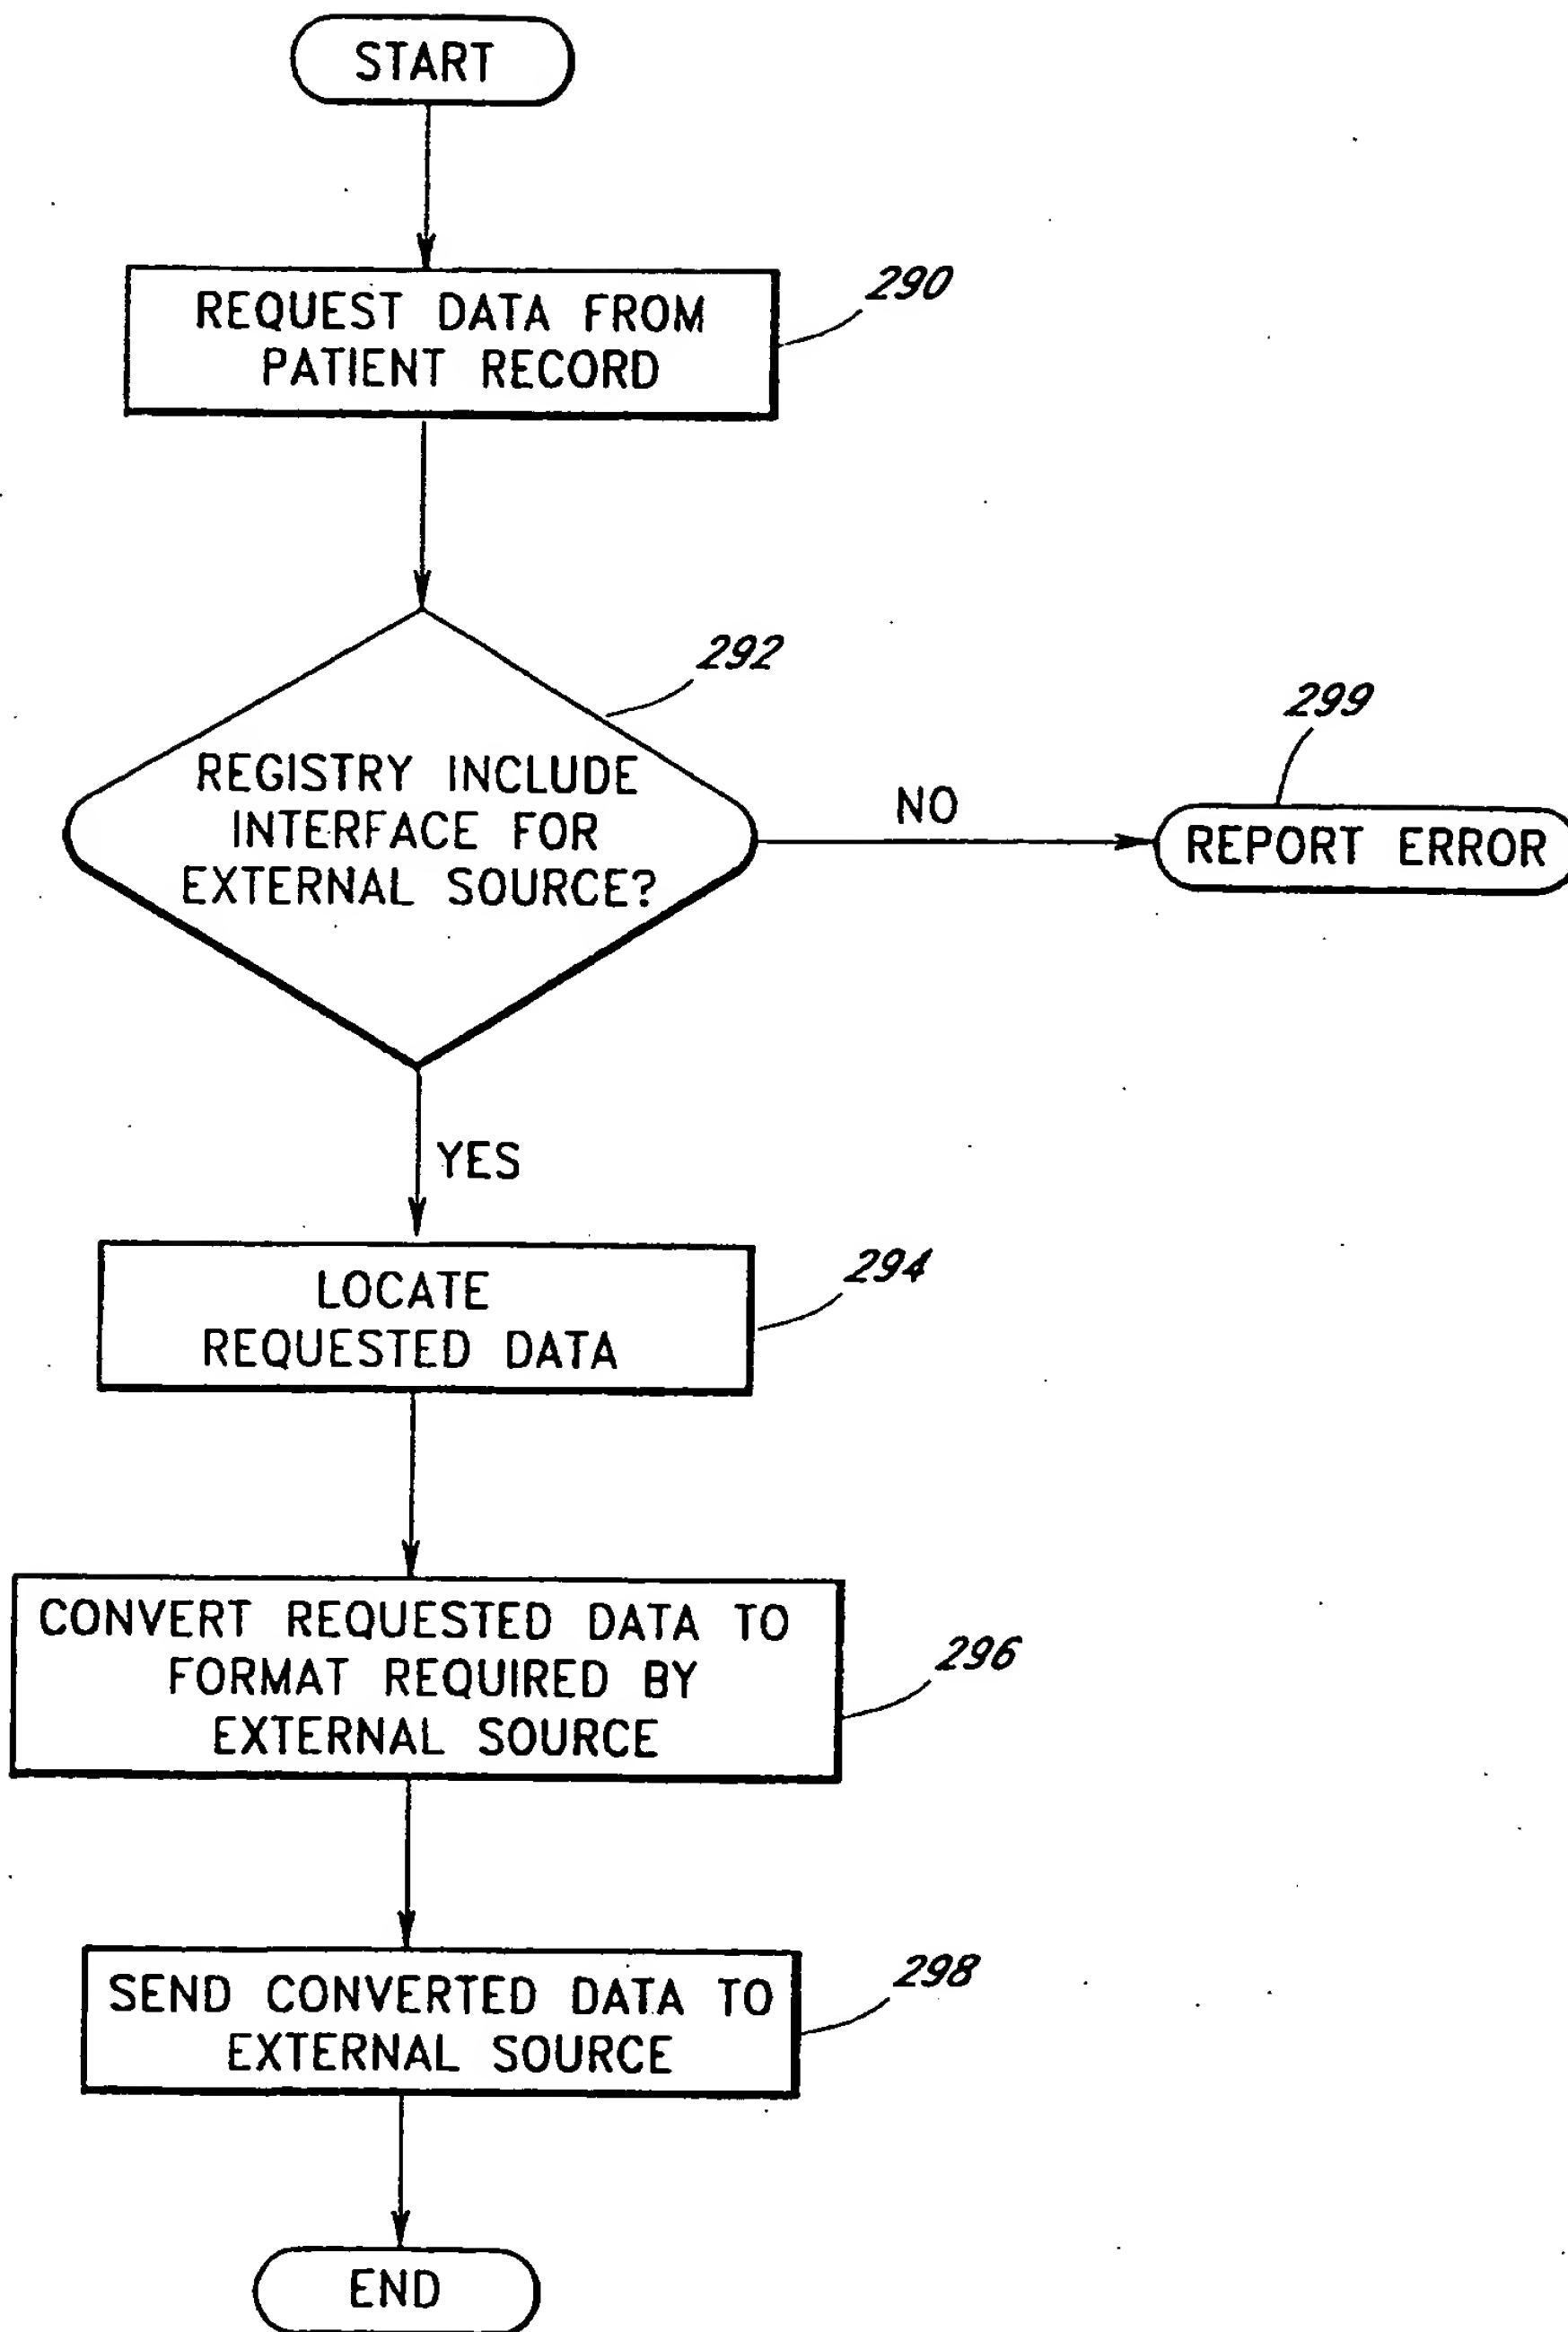 START
REQUEST DATA FROM
PATIENT RECORD
290
REGISTRY INCLUDE
INTERFACE FOR
EXTERNAL SOURCE?
292
NO
REPORT ERROR
299
YES
LOCATE
REQUESTED DATA
294
CONVERT REQUESTED DATA TO
FORMAT REQUIRED BY
EXTERNAL SOURCE
296
SEND CONVERTED DATA TO
EXTERNAL SOURCE
298
END